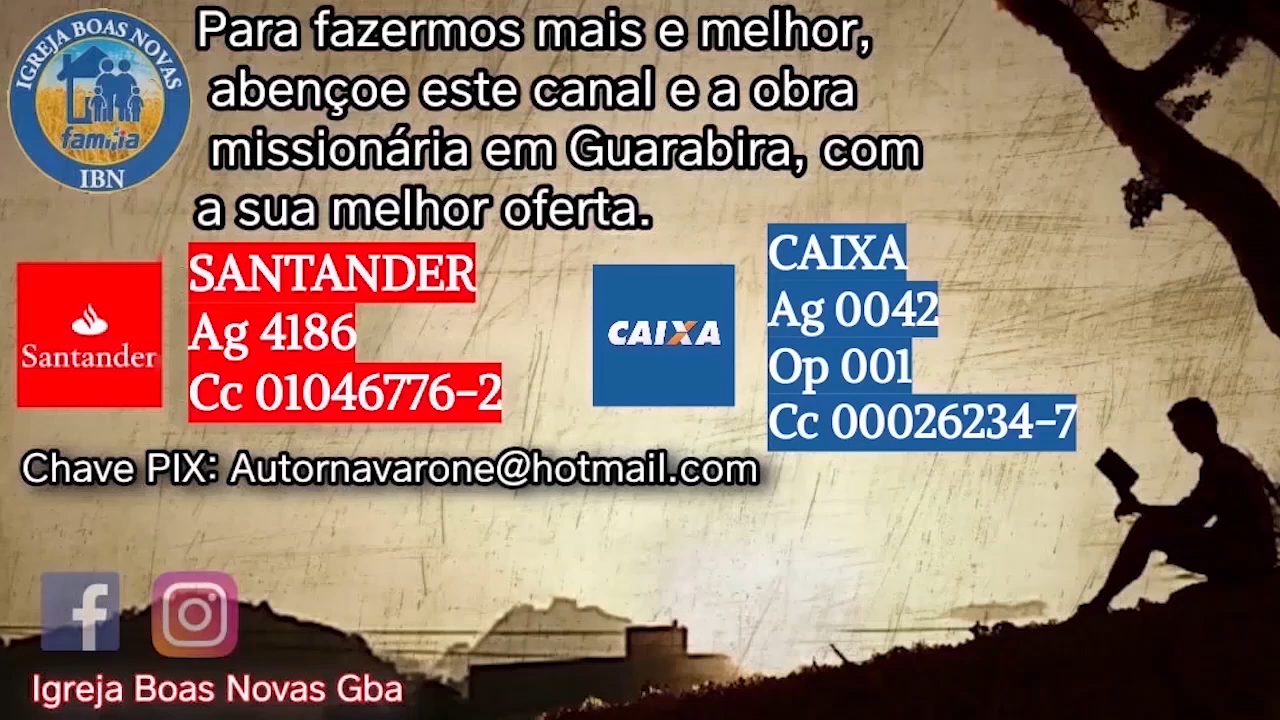 IGREJA BOAS NOVAS
família
IBN
Para fazermos mais e melhor,
abençoe este canal e a obra
missionária em Guarabira, com
a sua melhor oferta.
Santander
SANTANDER
Ag 4186
Cc 01046776-2
CAIXA
CAIXA
Ag 0042
Op 001
Cc 00026234-7
Chave PIX: Autornavarone@hotmail.com
f
Igreja Boas Novas Gba